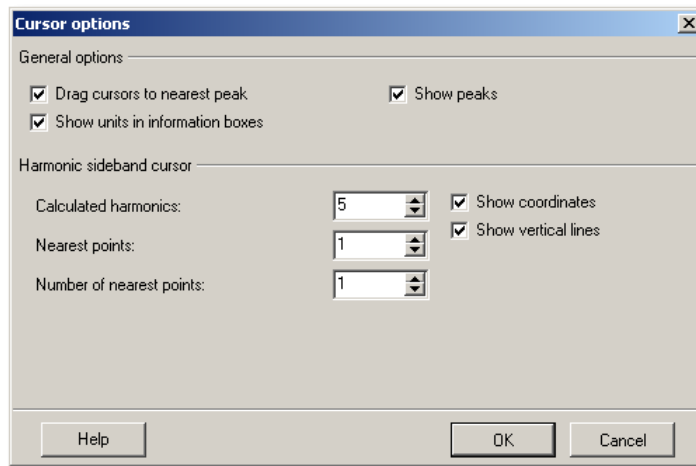 Cursor options
General options
Drag cursors to nearest peak
Show peaks
Show units in information boxes
Harmonic sideband cursor
Calculated harmonics: 5
Show coordinates
Show vertical lines
Nearest points: 1
Number of nearest points: 1
Help
OK
Cancel